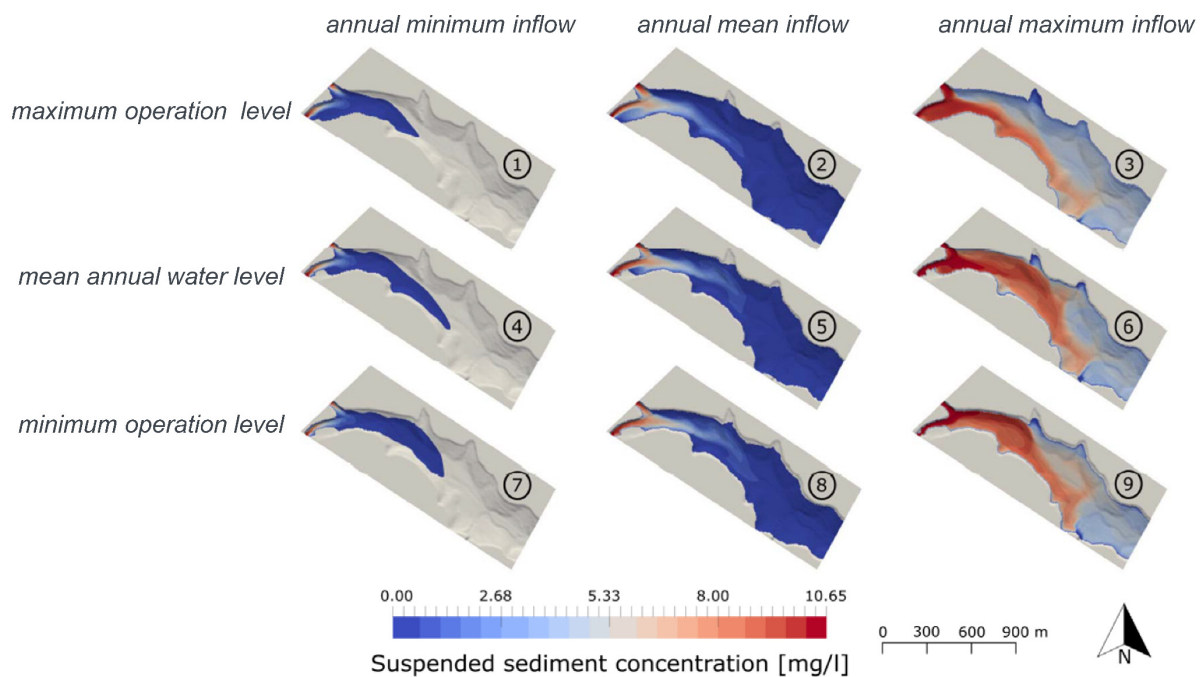 annual minimum inflow annual mean inflow annual maximum inflow
maximum operation level
1 2 3
mean annual water level
4 5 6
minimum operation level
7 8 9
0.00 2.68 5.33 8.00 10.65
0 300 600 900 m
Suspended sediment concentration [mg/l]
N